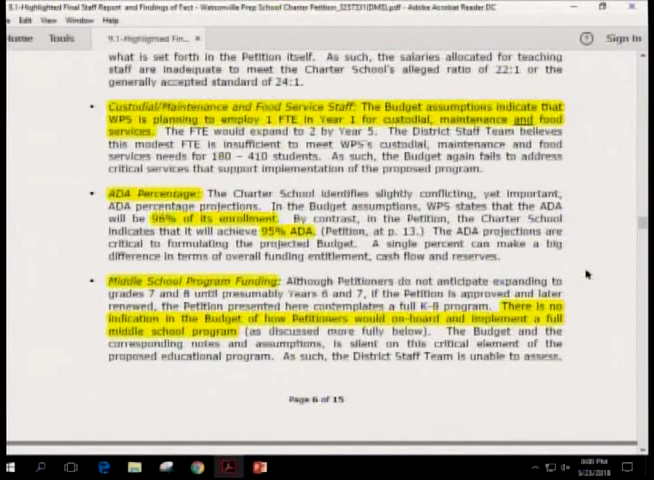 9.1-Highlighted Final Staff Report and Findings of Fact - Watsonville Prep School Charter Petition_3257331(DMS).pdf - Adobe Acrobat Reader DC
Edit View Window Help
Home Tools 9.1-Highlighted Fin... × Sign In
what is set forth in the Petition itself. As such, the salaries allocated for teaching
staff are inadequate to meet the Charter School's alleged ratio of 22:1 or the
generally accepted standard of 24:1.
• Custodial/Maintenance and Food Service Staff: The Budget assumptions indicate that
WPS is planning to employ 1 FTE in Year 1 for custodial, maintenance and food
services. The FTE would expand to 2 by Year 5. The District Staff Team believes
this modest FTE is insufficient to meet WPS's custodial, maintenance and food
services needs for 180 – 410 students. As such, the Budget again fails to address
critical services that support implementation of the proposed program.
• ADA Percentage: The Charter School identifies slightly conflicting, yet important,
ADA percentage projections. In the Budget assumptions, WPS states that the ADA
will be 96% of its enrollment. By contrast, in the Petition, the Charter School
indicates that it will achieve 95% ADA. (Petition, at p. 13.) The ADA projections are
critical to formulating the projected Budget. A single percent can make a big
difference in terms of overall funding entitlement, cash flow and reserves.
• Middle School Program Funding: Although Petitioners do not anticipate expanding to
grades 7 and 8 until presumably Years 6 and 7, if the Petition is approved and later
renewed, the Petition presented here contemplates a full K-8 program. There is no
indication in the Budget of how Petitioners would on-board and implement a full
middle school program (as discussed more fully below). The Budget and the
corresponding notes and assumptions, is silent on this critical element of the
proposed educational program. As such, the District Staff Team is unable to assess,
Page 6 of 15
8:00 PM
5/23/2018